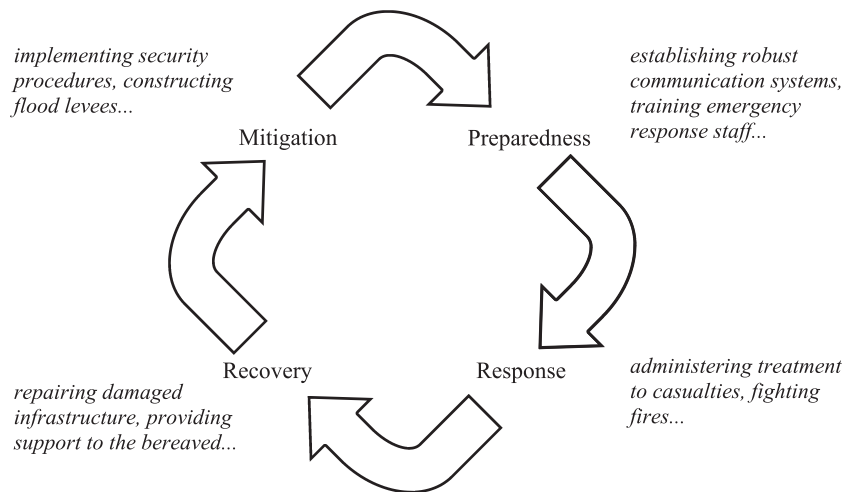 implementing security
procedures, constructing
flood levees...
establishing robust
communication systems,
training emergency
response staff...
Mitigation
Preparedness
Recovery
Response
repairing damaged
infrastructure, providing
support to the bereaved...
administering treatment
to casualties, fighting
fires...